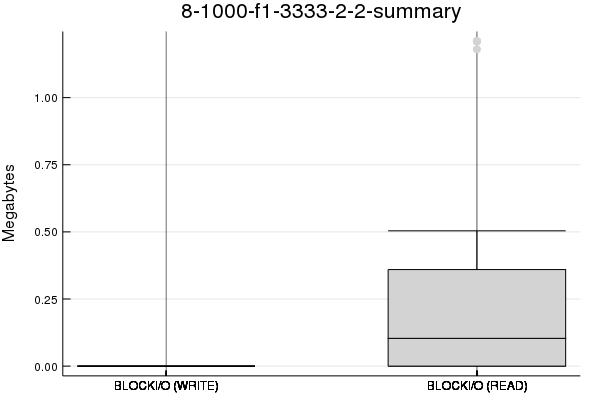 8-1000-f1-3333-2-2-summary
Megabytes
1.00
0.75
0.50
0.25
0.00
BLOCKI/O (WRITE)
BLOCKI/O (READ)